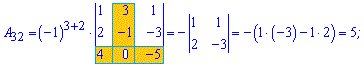 A₃₂ = (−1)³⁺² · |1 3 1; 2 −1 −3; 4 0 −5| = −|1 1; 2 −3| = −(1·(−3)−1·2) = 5;